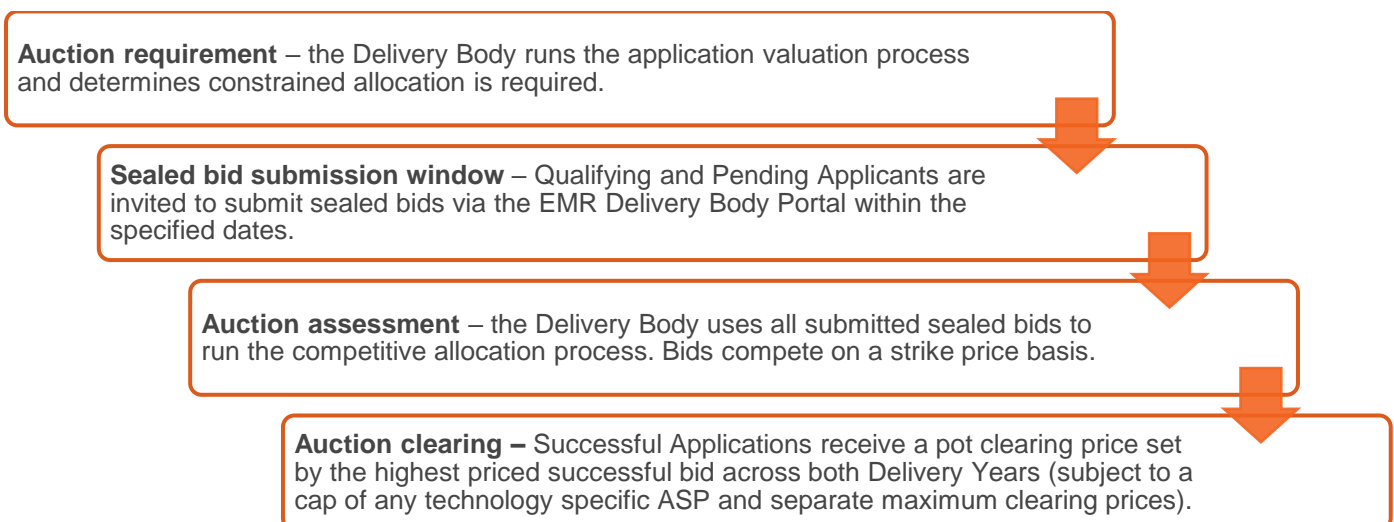 Auction requirement – the Delivery Body runs the application valuation process
and determines constrained allocation is required.
Sealed bid submission window – Qualifying and Pending Applicants are
invited to submit sealed bids via the EMR Delivery Body Portal within the
specified dates.
Auction assessment – the Delivery Body uses all submitted sealed bids to
run the competitive allocation process. Bids compete on a strike price basis.
Auction clearing – Successful Applications receive a pot clearing price set
by the highest priced successful bid across both Delivery Years (subject to a
cap of any technology specific ASP and separate maximum clearing prices).